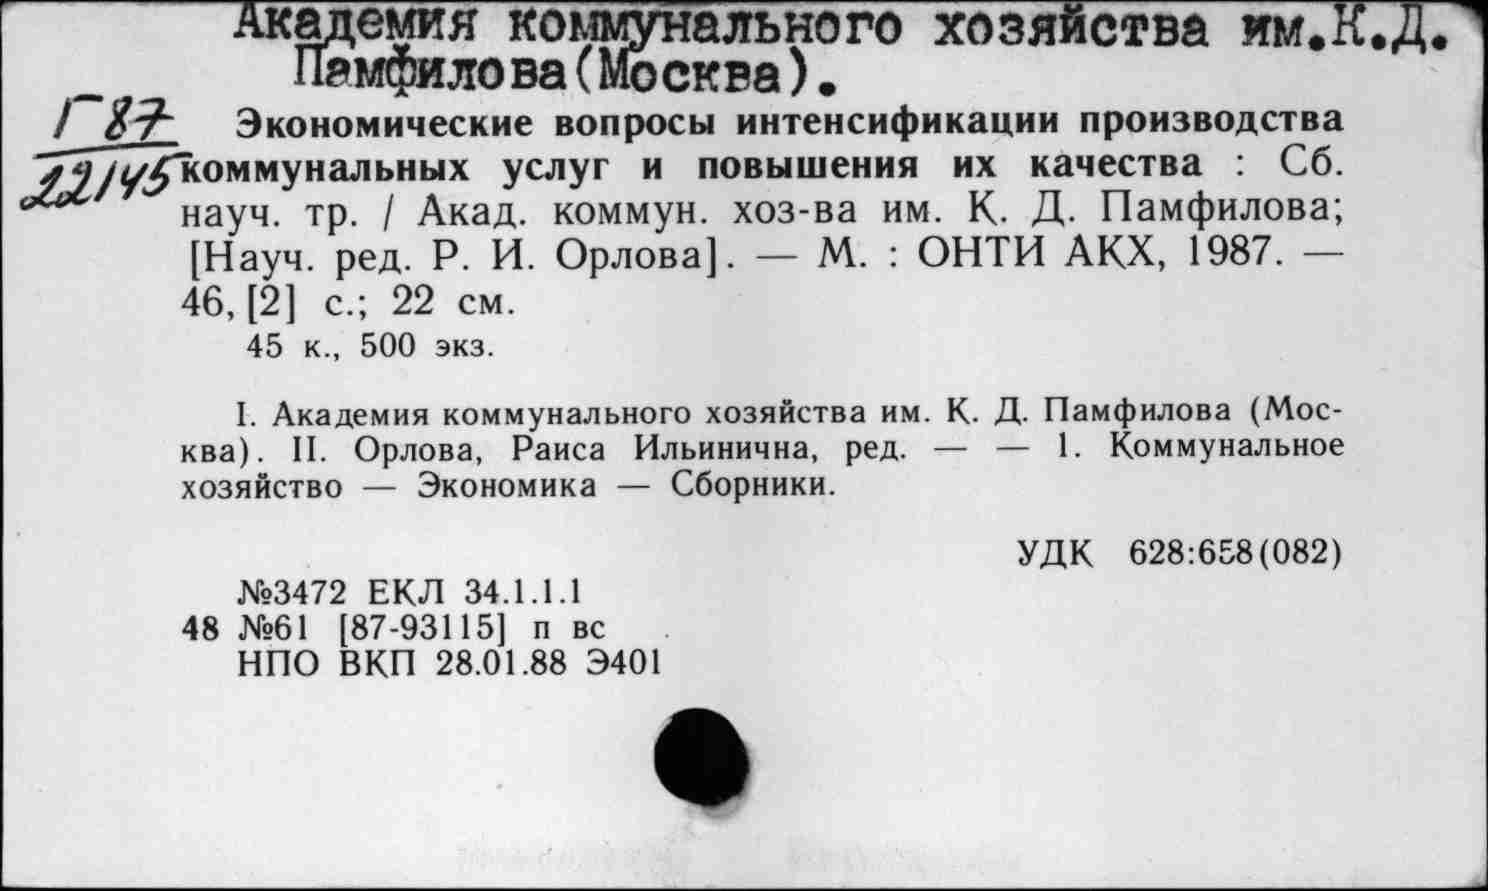 Академия коммунального хозяйства им.К.Д.
Памфилова(Москва).
Г87
22145
Экономические вопросы интенсификации производства
коммунальных услуг и повышения их качества : Сб.
науч. тр. / Акад. коммун. хоз-ва им. К. Д. Памфилова;
[Науч. ред. Р. И. Орлова]. — М. : ОНТИ АКХ, 1987. —
46, [2] с.; 22 см.
45 к., 500 экз.
I. Академия коммунального хозяйства им. К. Д. Памфилова (Мос-
ква). II. Орлова, Раиса Ильинична, ред. — — 1. Коммунальное
хозяйство — Экономика — Сборники.
УДК 628:658(082)
№3472 ЕКЛ 34.1.1.1
48 №61 [87-93115] п вс
НПО ВКП 28.01.88 Э401